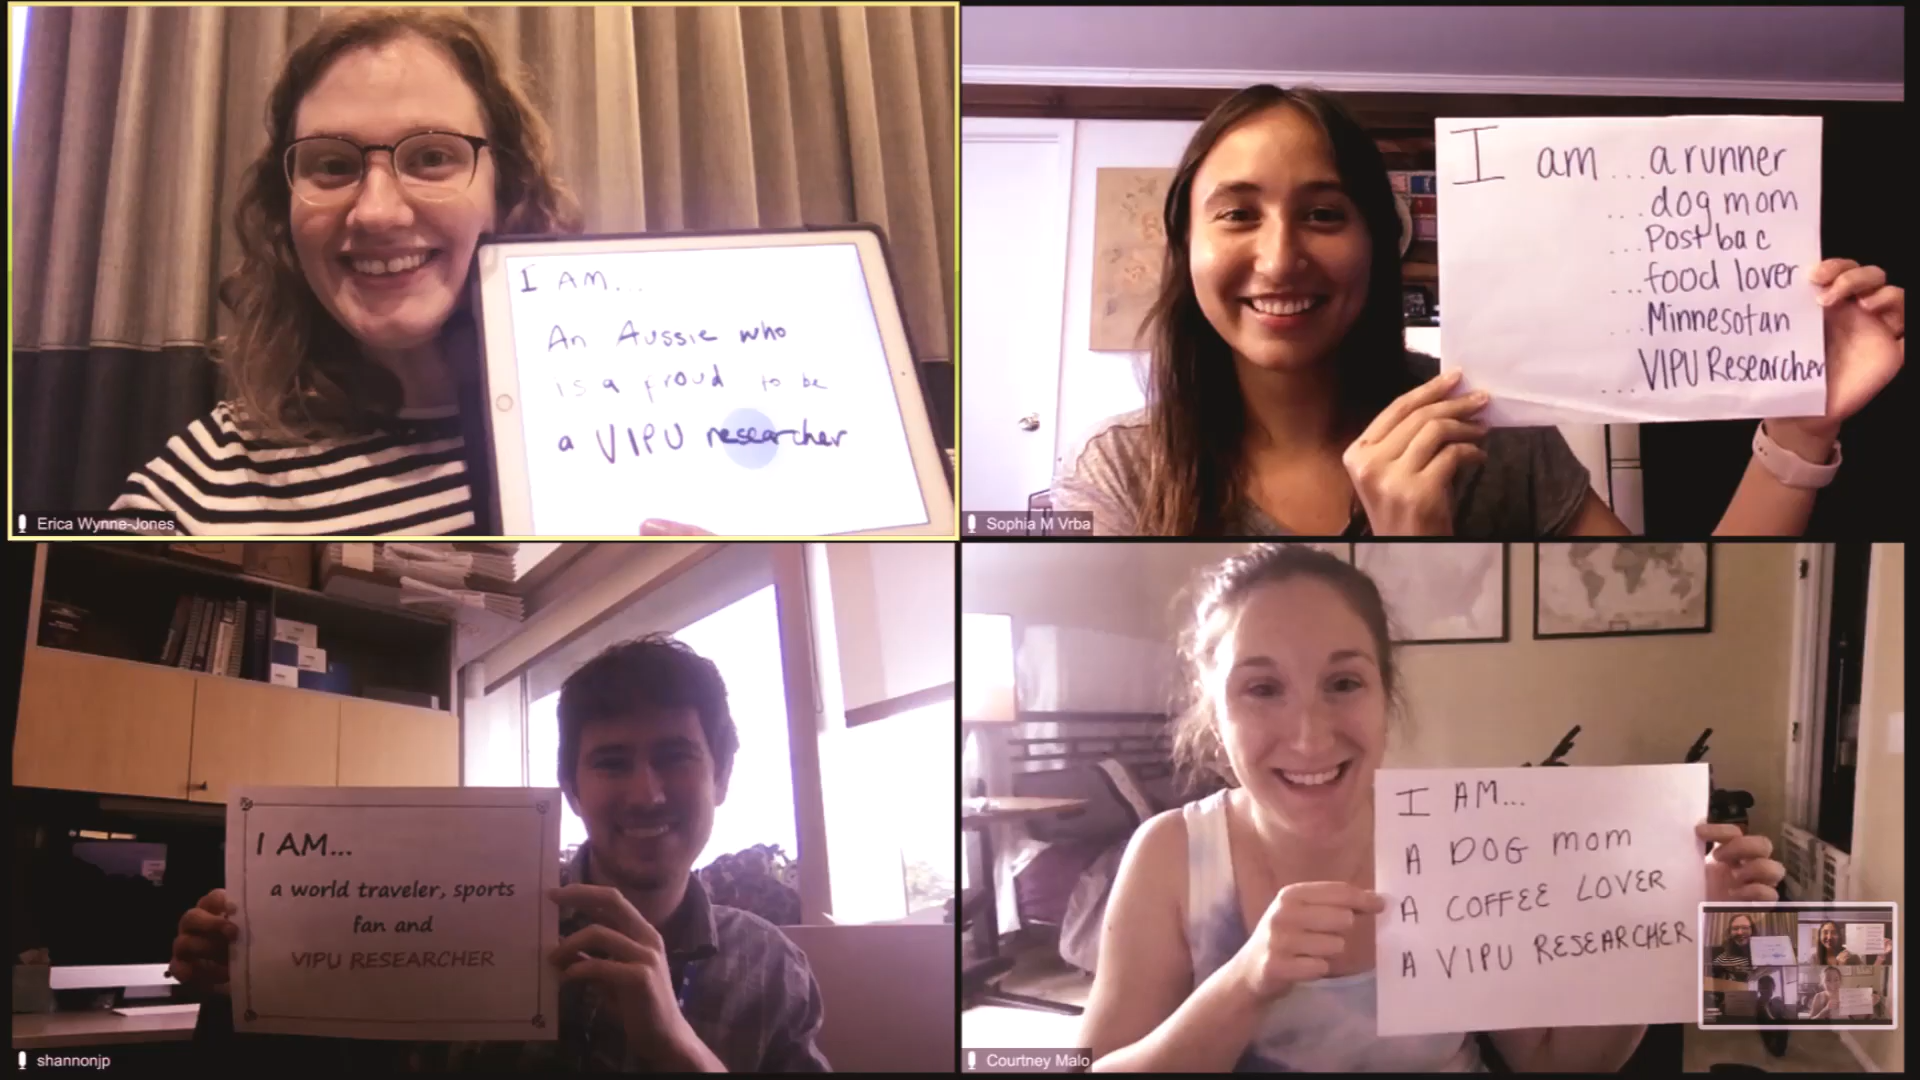 I AM...
An Aussie who
is a proud to be
a VIPU researcher
Erica Wynne-Jones
I am ...a runner
...dog mom
...Postbac
...food lover
...Minnesotan
...VIPU Researcher
Sophia M Vrba
I AM...
a world traveler, sports
fan and
VIPU RESEARCHER
shannonjp
I AM...
A DOG mom
A COFFEE LOVER
A VIPU RESEARCHER
Courtney Malo